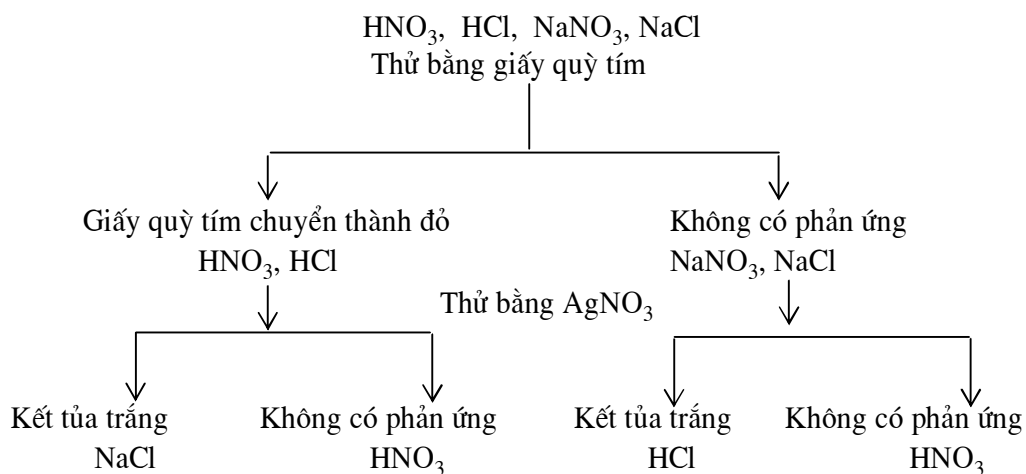 HNO₃, HCl, NaNO₃, NaCl
Thử bằng giấy quỳ tím
Giấy quỳ tím chuyển thành đỏ
HNO₃, HCl
Không có phản ứng
NaNO₃, NaCl
Thử bằng AgNO₃
Kết tủa trắng
NaCl
Không có phản ứng
HNO₃
Kết tủa trắng
HCl
Không có phản ứng
HNO₃